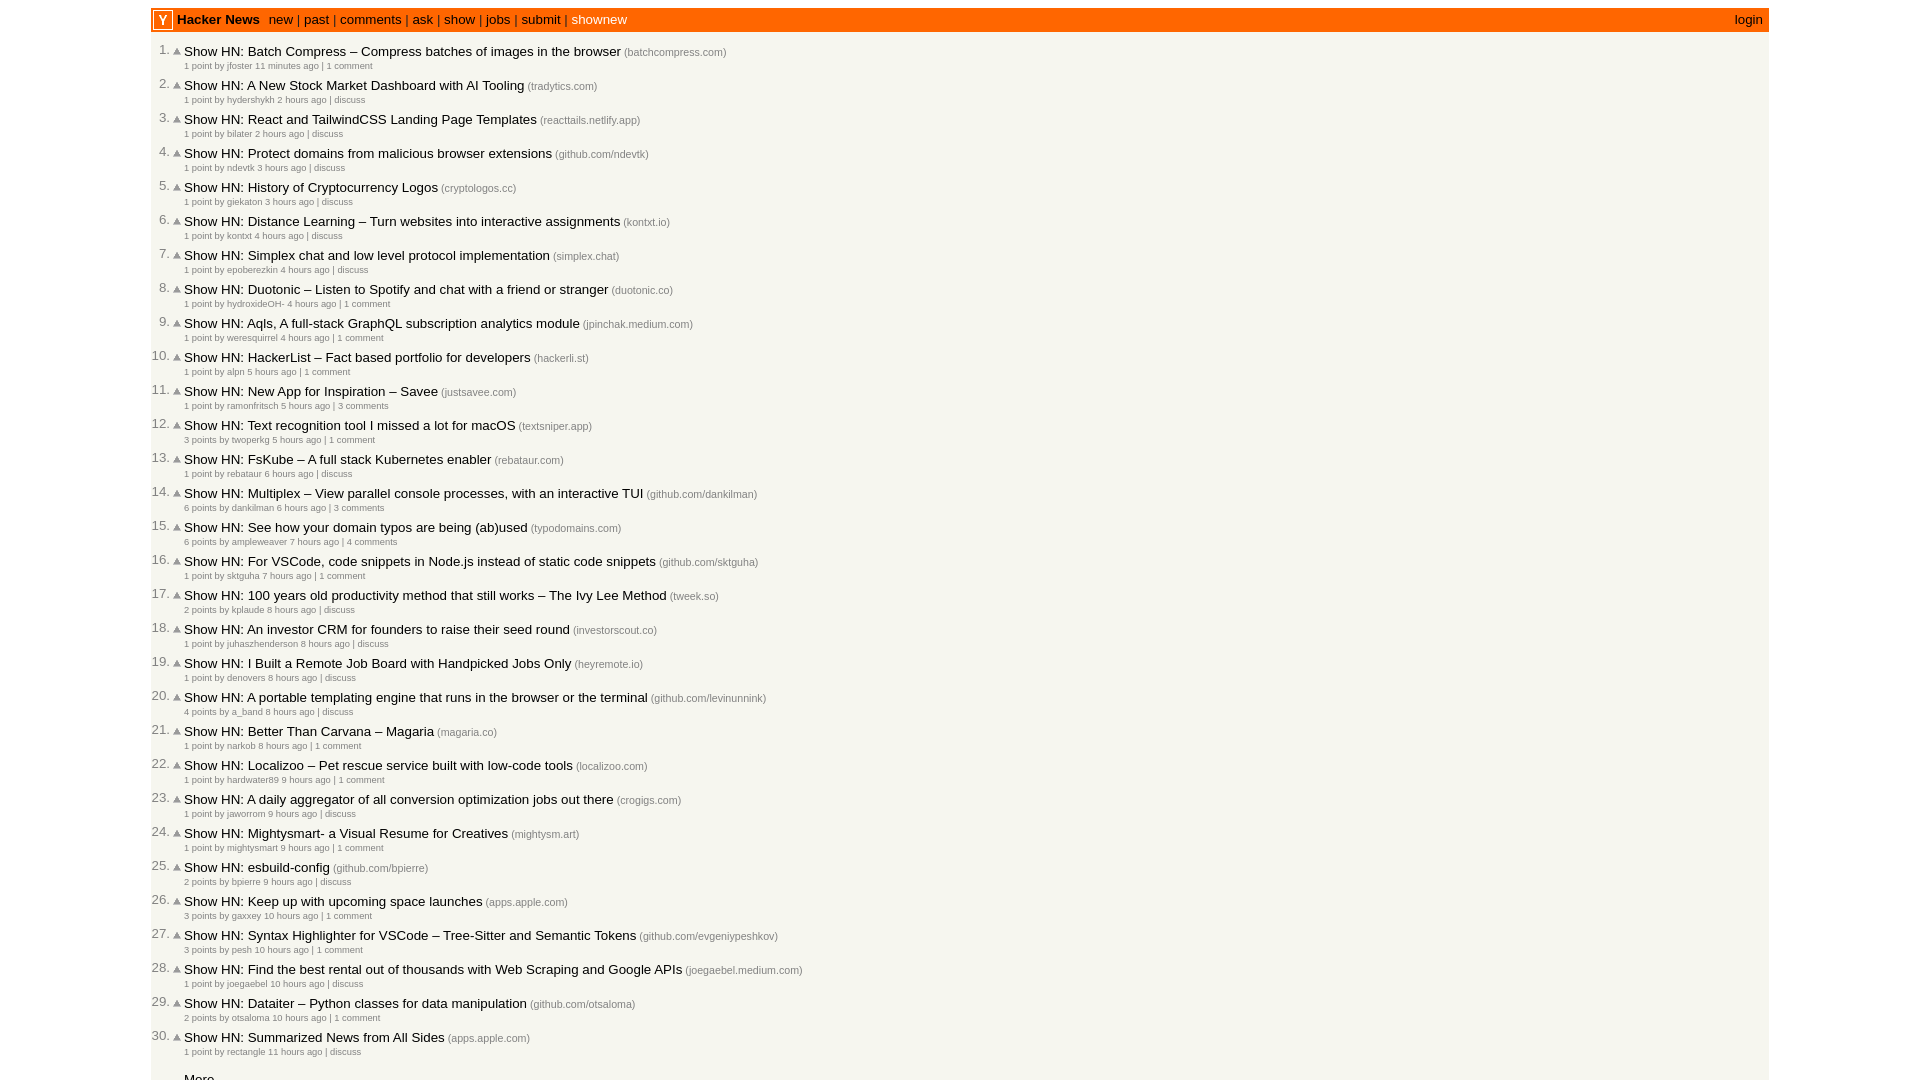 Y Hacker News new | past | comments | ask | show | jobs | submit | shownew login
1. Show HN: Batch Compress – Compress batches of images in the browser (batchcompress.com)
1 point by jfoster 11 minutes ago | 1 comment
2. Show HN: A New Stock Market Dashboard with AI Tooling (tradytics.com)
1 point by hydershykh 2 hours ago | discuss
3. Show HN: React and TailwindCSS Landing Page Templates (reacttails.netlify.app)
1 point by bilater 2 hours ago | discuss
4. Show HN: Protect domains from malicious browser extensions (github.com/ndevtk)
1 point by ndevtk 3 hours ago | discuss
5. Show HN: History of Cryptocurrency Logos (cryptologos.cc)
1 point by giekaton 3 hours ago | discuss
6. Show HN: Distance Learning – Turn websites into interactive assignments (kontxt.io)
1 point by kontxt 4 hours ago | discuss
7. Show HN: Simplex chat and low level protocol implementation (simplex.chat)
1 point by epoberezkin 4 hours ago | discuss
8. Show HN: Duotonic – Listen to Spotify and chat with a friend or stranger (duotonic.co)
1 point by hydroxideOH- 4 hours ago | 1 comment
9. Show HN: Aqls, A full-stack GraphQL subscription analytics module (jpinchak.medium.com)
1 point by weresquirrel 4 hours ago | 1 comment
10. Show HN: HackerList – Fact based portfolio for developers (hackerli.st)
1 point by alpn 5 hours ago | 1 comment
11. Show HN: New App for Inspiration – Savee (justsavee.com)
1 point by ramonfritsch 5 hours ago | 3 comments
12. Show HN: Text recognition tool I missed a lot for macOS (textsniper.app)
3 points by twoperkg 5 hours ago | 1 comment
13. Show HN: FsKube – A full stack Kubernetes enabler (rebataur.com)
1 point by rebataur 6 hours ago | discuss
14. Show HN: Multiplex – View parallel console processes, with an interactive TUI (github.com/dankilman)
6 points by dankilman 6 hours ago | 3 comments
15. Show HN: See how your domain typos are being (ab)used (typodomains.com)
6 points by ampleweaver 7 hours ago | 4 comments
16. Show HN: For VSCode, code snippets in Node.js instead of static code snippets (github.com/sktguha)
1 point by sktguha 7 hours ago | 1 comment
17. Show HN: 100 years old productivity method that still works – The Ivy Lee Method (tweek.so)
2 points by kplaude 8 hours ago | discuss
18. Show HN: An investor CRM for founders to raise their seed round (investorscout.co)
1 point by juhaszhenderson 8 hours ago | discuss
19. Show HN: I Built a Remote Job Board with Handpicked Jobs Only (heyremote.io)
1 point by denovers 8 hours ago | discuss
20. Show HN: A portable templating engine that runs in the browser or the terminal (github.com/levinunnink)
4 points by a_band 8 hours ago | discuss
21. Show HN: Better Than Carvana – Magaria (magaria.co)
1 point by narkob 8 hours ago | 1 comment
22. Show HN: Localizoo – Pet rescue service built with low-code tools (localizoo.com)
1 point by hardwater89 9 hours ago | 1 comment
23. Show HN: A daily aggregator of all conversion optimization jobs out there (crogigs.com)
1 point by jaworrom 9 hours ago | discuss
24. Show HN: Mightysmart- a Visual Resume for Creatives (mightysm.art)
1 point by mightysmart 9 hours ago | 1 comment
25. Show HN: esbuild-config (github.com/bpierre)
2 points by bpierre 9 hours ago | discuss
26. Show HN: Keep up with upcoming space launches (apps.apple.com)
3 points by gaxxey 10 hours ago | 1 comment
27. Show HN: Syntax Highlighter for VSCode – Tree-Sitter and Semantic Tokens (github.com/evgeniypeshkov)
3 points by pesh 10 hours ago | 1 comment
28. Show HN: Find the best rental out of thousands with Web Scraping and Google APIs (joegaebel.medium.com)
1 point by joegaebel 10 hours ago | discuss
29. Show HN: Dataiter – Python classes for data manipulation (github.com/otsaloma)
2 points by otsaloma 10 hours ago | 1 comment
30. Show HN: Summarized News from All Sides (apps.apple.com)
1 point by rectangle 11 hours ago | discuss
More